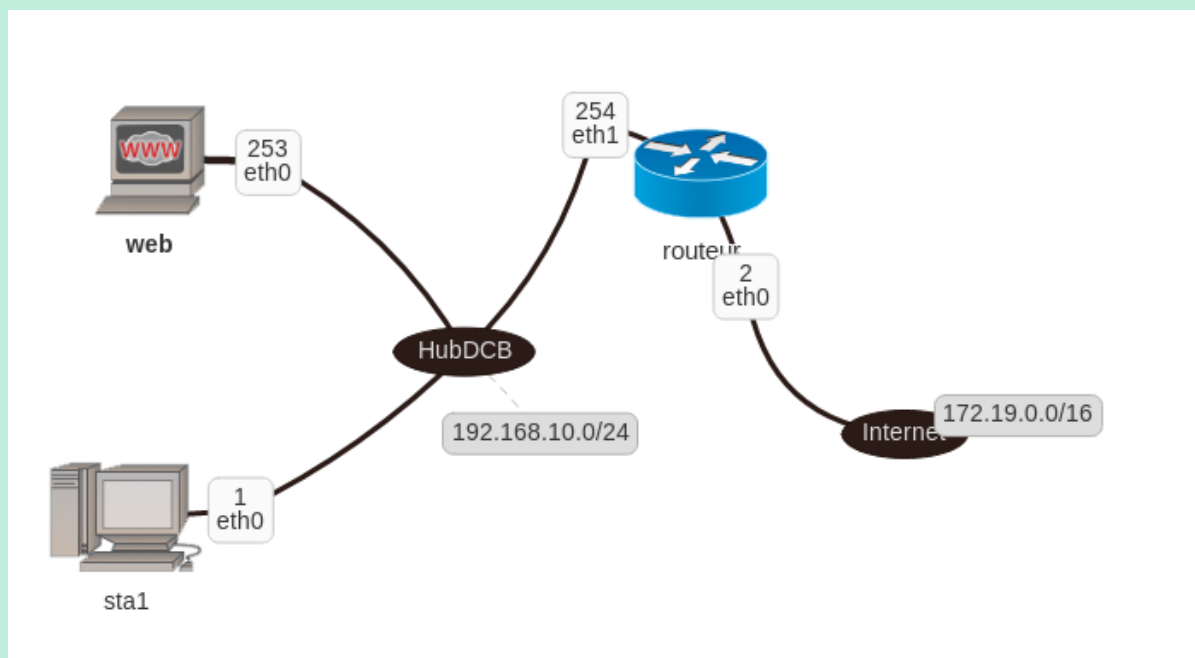 254
eth1
WWW
253
eth0
web
routeur
2
eth0
HubDCB
192.168.10.0/24
172.19.0.0/16
Internet
1
eth0
sta1